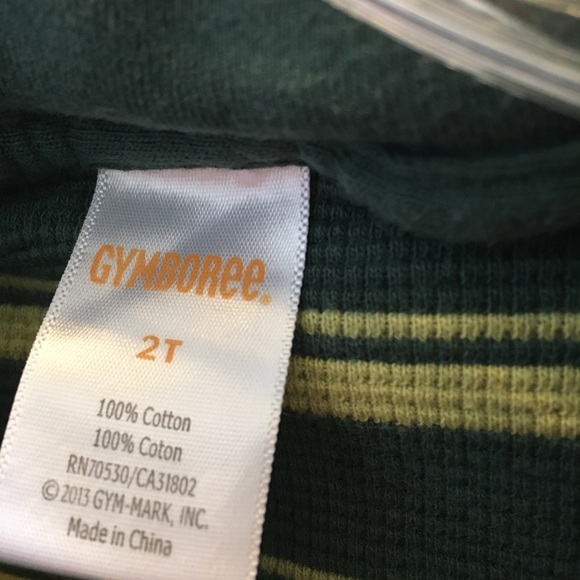 GYMBOREE.
2T
100% Cotton
100% Coton
RN70530/CA31802
© 2013 GYM-MARK, INC.
Made in China